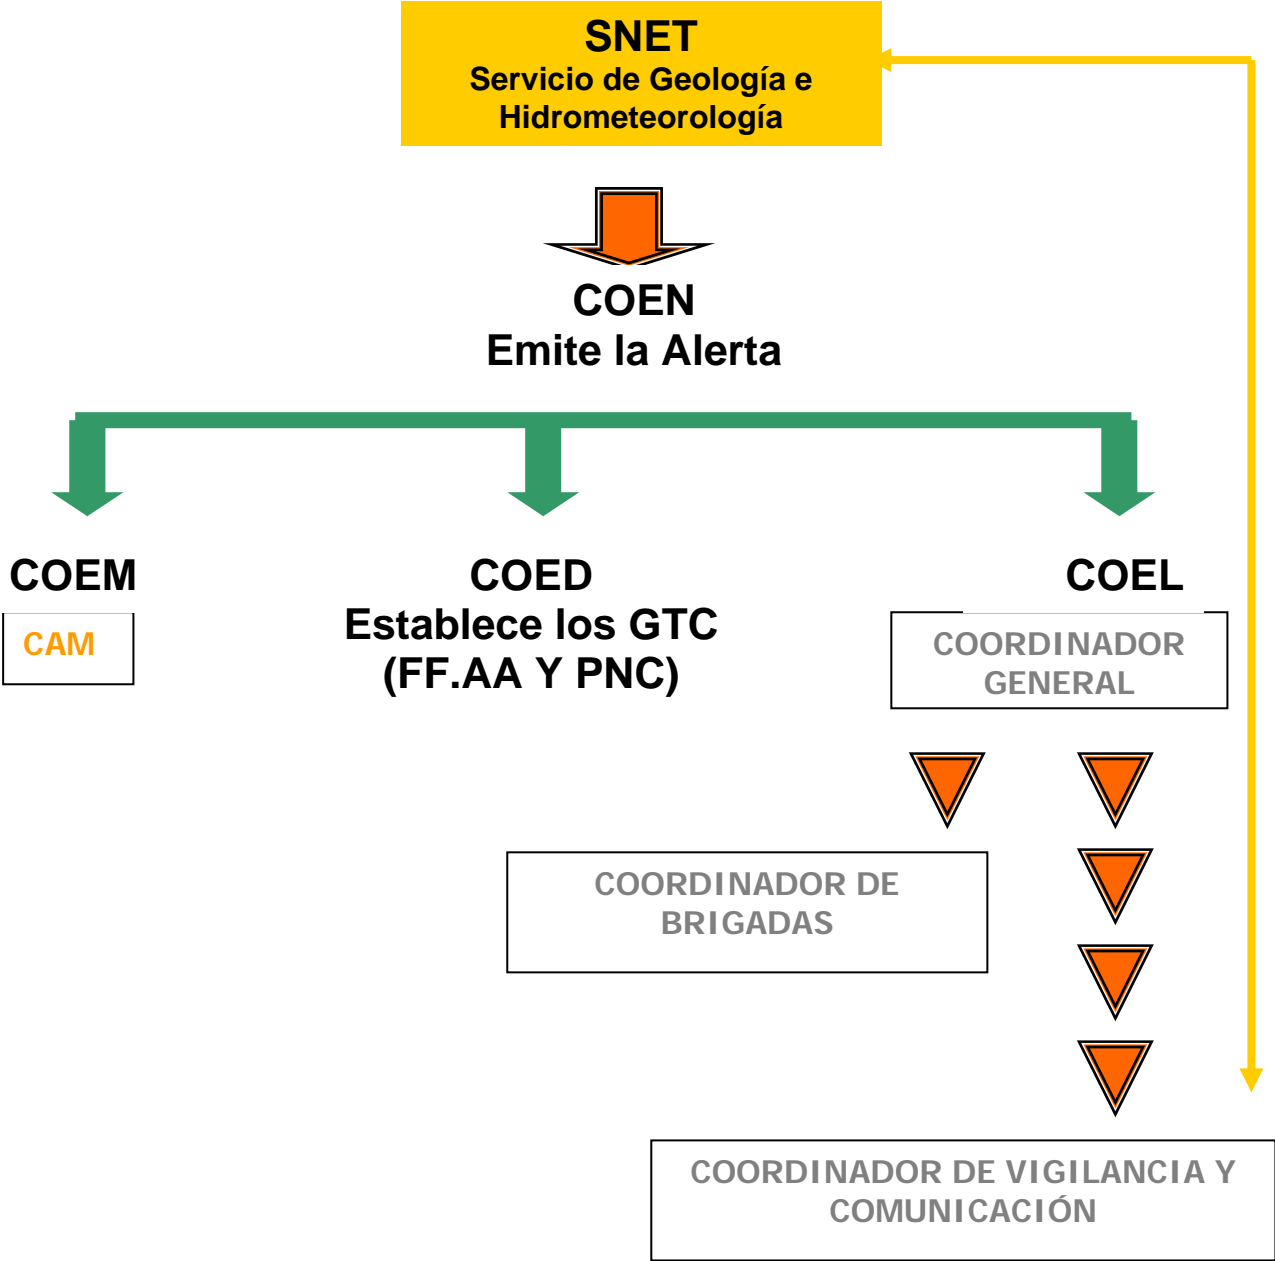 SNET
Servicio de Geología e
Hidrometeorología
COEN
Emite la Alerta
COEM
CAM
COED
Establece los GTC
(FF.AA Y PNC)
COEL
COORDINADOR
GENERAL
COORDINADOR DE
BRIGADAS
COORDINADOR DE VIGILANCIA Y
COMUNICACIÓN